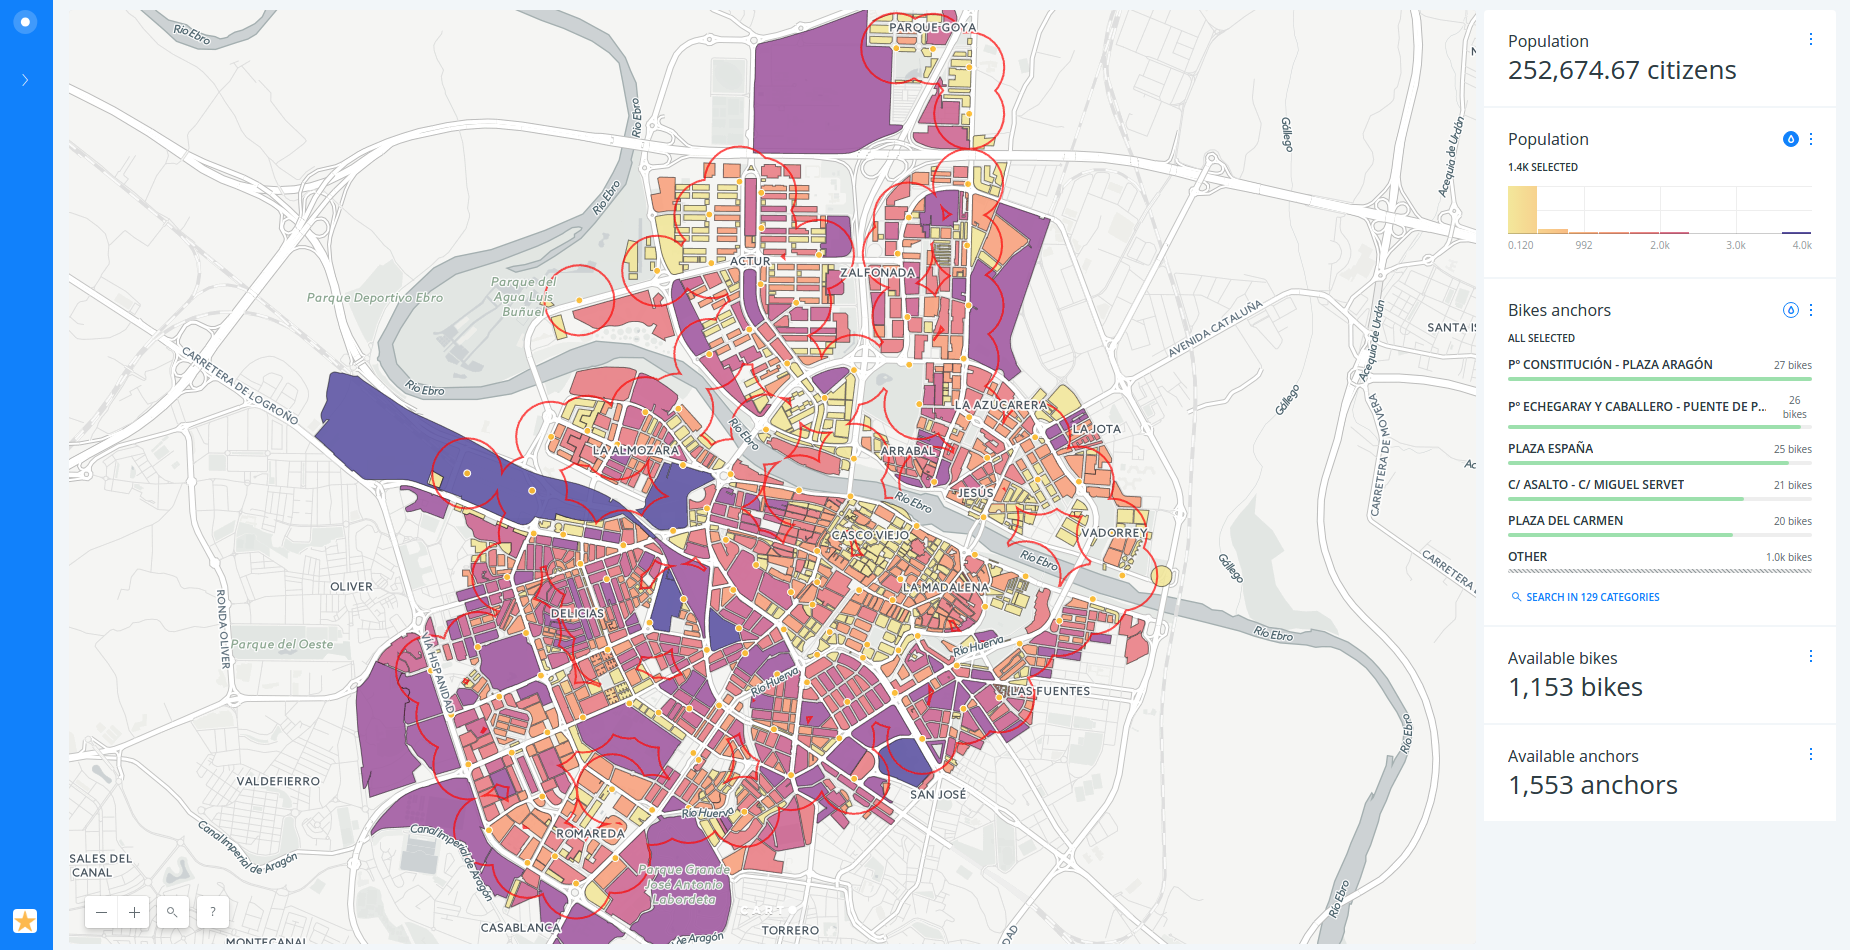 Río Ebro
PARQUE GOYA
Río Ebro
Gállego
Acequia de Urdán
Río Ebro
ACTUR
ZALFONADA
Parque Deportivo Ebro
Parque del
Agua Luis
Buñuel
AVENIDA CATALUÑA
Acequia de Urdán
SANTA IS
CARRETERA DE LOGROÑO
Río Ebro
Gállego
LA AZUCARERA
LA JOTA
Río Ebro
LA ALMOZARA
ARRABAL
CARRETERA DE MOVERA
Ac
JESÚS
Río Ebro
CASCO VIEJO
VADORREY
Río Ebro
Gállego
CARRETERA
OLIVER
LA MADALENA
DELICIAS
RONDA OLIVER
Parque del Oeste
VÍA HISPANIDAD
Río Huerva
Río Ebro
Río Huerva
LAS FUENTES
Río Ebro
VALDEFIERRO
SAN JOSÉ
Río Huerva
Canal Imperial de Aragón
Canal Imperial de Aragón
ROMAREDA
SALES DEL
CANAL
Parque Grande
José Antonio
Labordeta
Río Ebro
CARTO
CASABLANCA
TORRERO
MONTECANAL
de Aragón
DAD
− + ?
Population
252,674.67 citizens
Population
1.4K SELECTED
0.120 992 2.0k 3.0k 4.0k
Bikes anchors
ALL SELECTED
Pº CONSTITUCIÓN - PLAZA ARAGÓN 27 bikes
Pº ECHEGARAY Y CABALLERO - PUENTE DE P... 26 bikes
PLAZA ESPAÑA 25 bikes
C/ ASALTO - C/ MIGUEL SERVET 21 bikes
PLAZA DEL CARMEN 20 bikes
OTHER 1.0k bikes
SEARCH IN 129 CATEGORIES
Available bikes
1,153 bikes
Available anchors
1,553 anchors